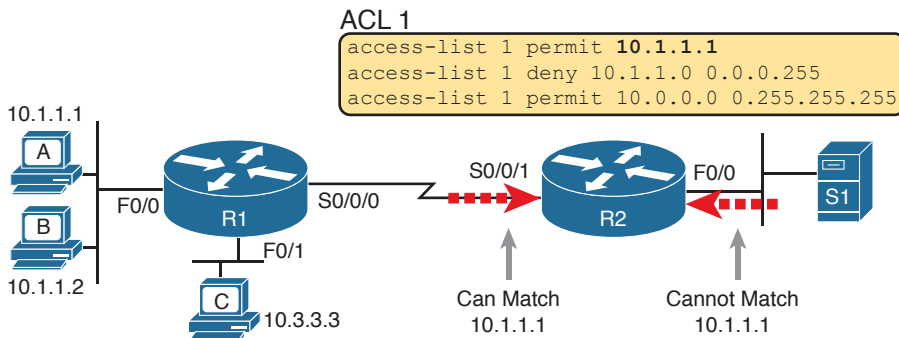 ACL 1
access-list 1 permit 10.1.1.1
access-list 1 deny 10.1.1.0 0.0.0.255
access-list 1 permit 10.0.0.0 0.255.255.255
10.1.1.1
A
B
10.1.1.2
F0/0
R1
S0/0/0
F0/1
C
10.3.3.3
S0/0/1
R2
F0/0
S1
Can Match
10.1.1.1
Cannot Match
10.1.1.1